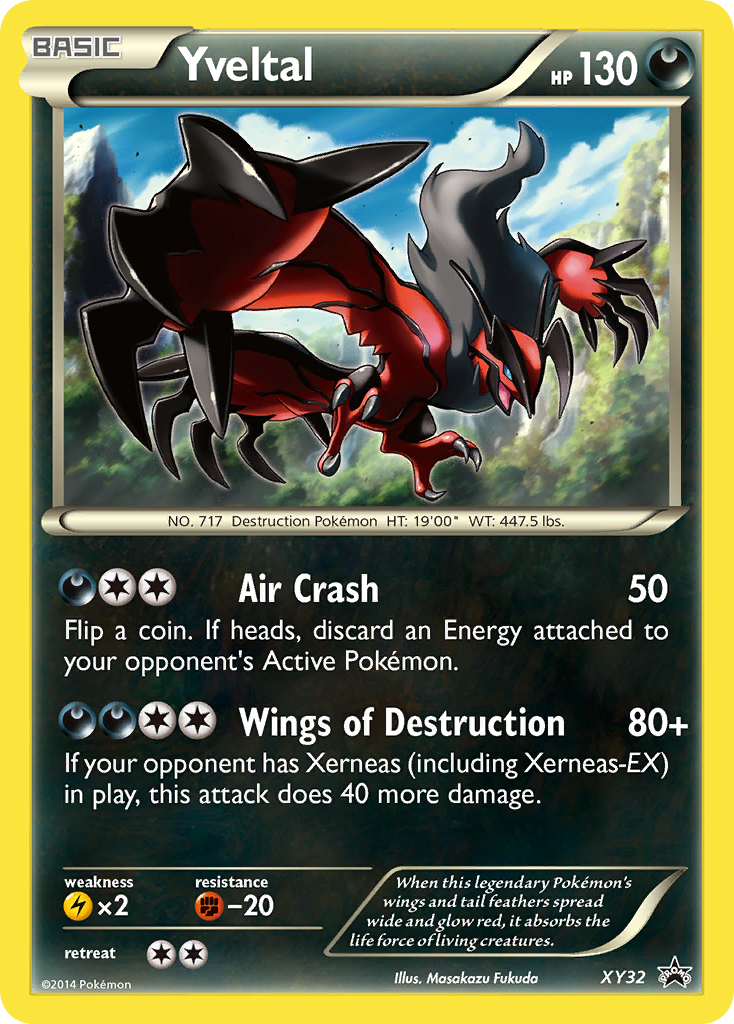 BASIC
Yveltal
HP 130
NO. 717 Destruction Pokémon HT: 19'00" WT: 447.5 lbs.
Air Crash 50
Flip a coin. If heads, discard an Energy attached to
your opponent's Active Pokémon.
Wings of Destruction 80+
If your opponent has Xerneas (including Xerneas-EX)
in play, this attack does 40 more damage.
weakness resistance
×2 −20
When this legendary Pokémon's
wings and tail feathers spread
wide and glow red, it absorbs the
life force of living creatures.
retreat
©2014 Pokémon
Illus. Masakazu Fukuda
XY32 PROMO